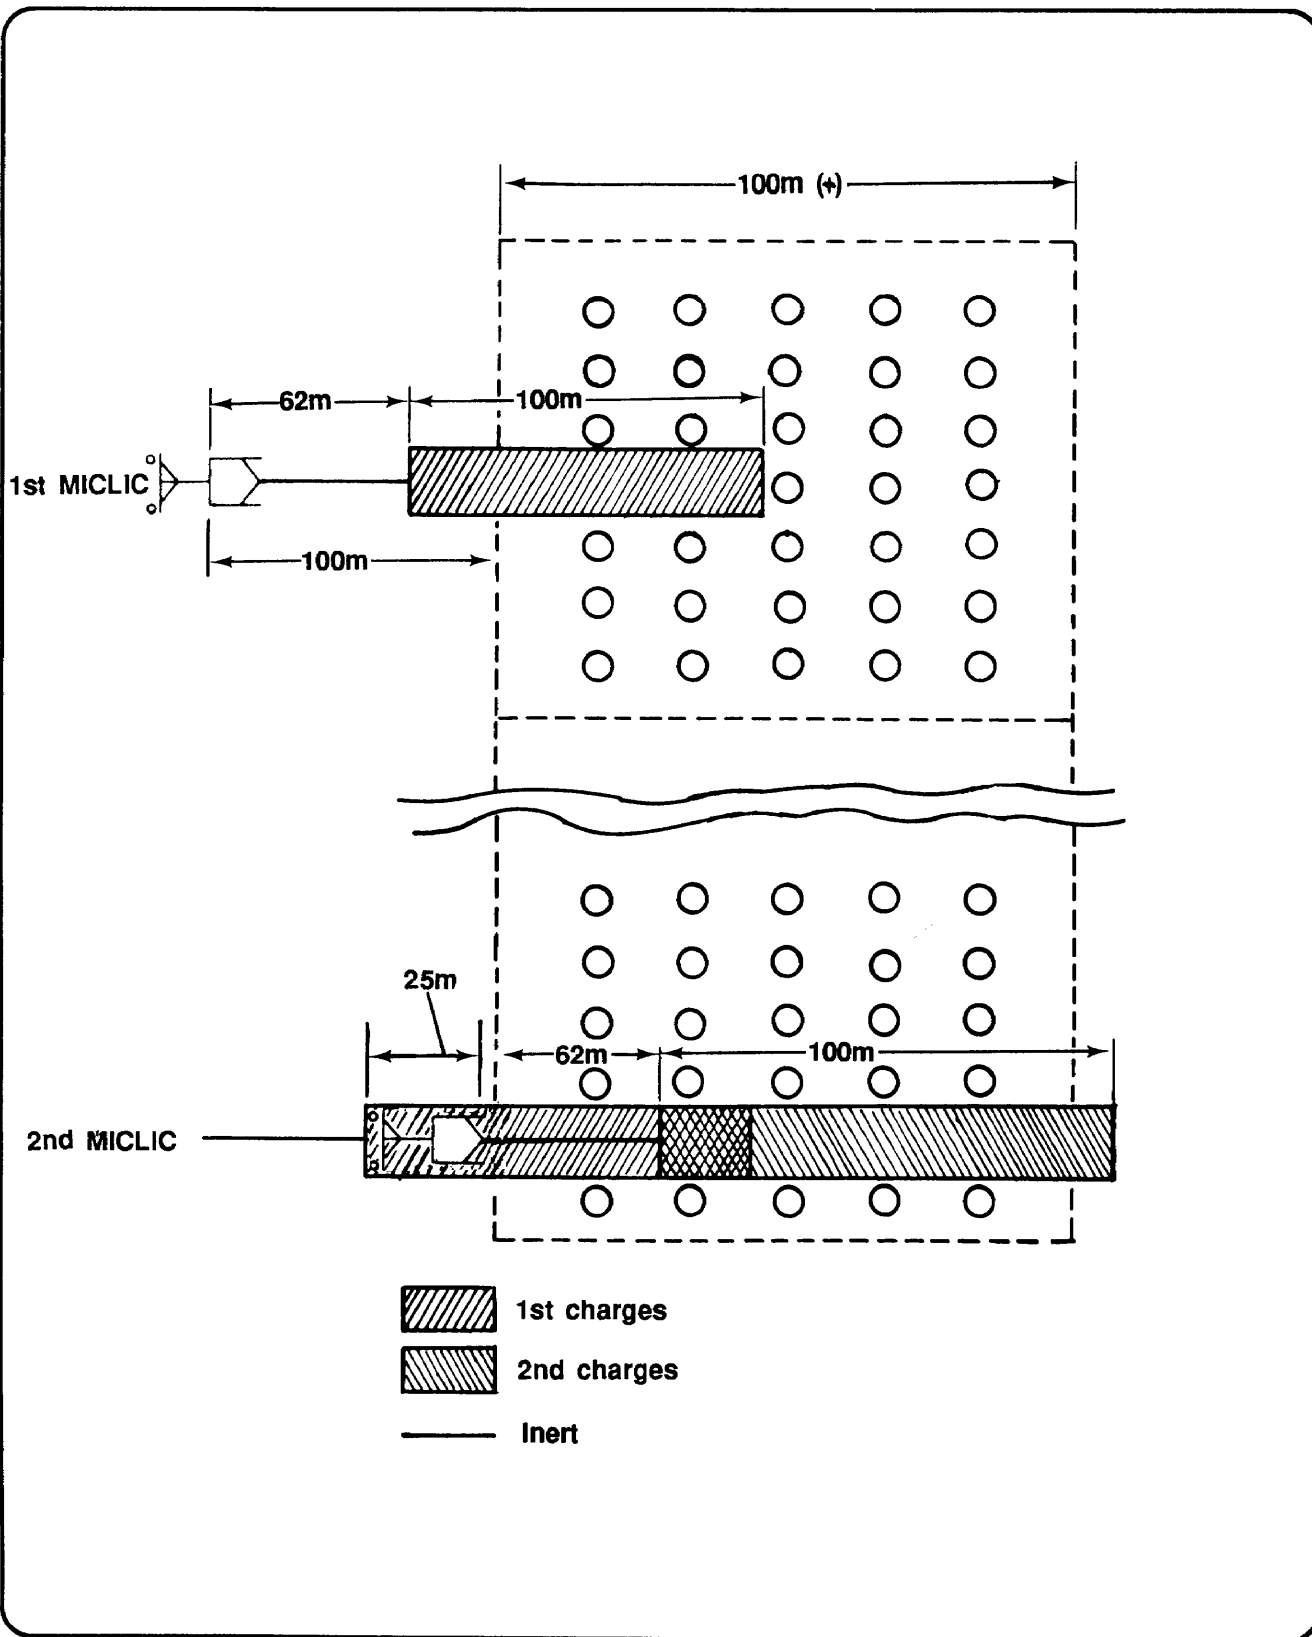 100m (+)
62m
100m
1st MICLIC
100m
25m
62m
100m
2nd MICLIC
1st charges
2nd charges
Inert